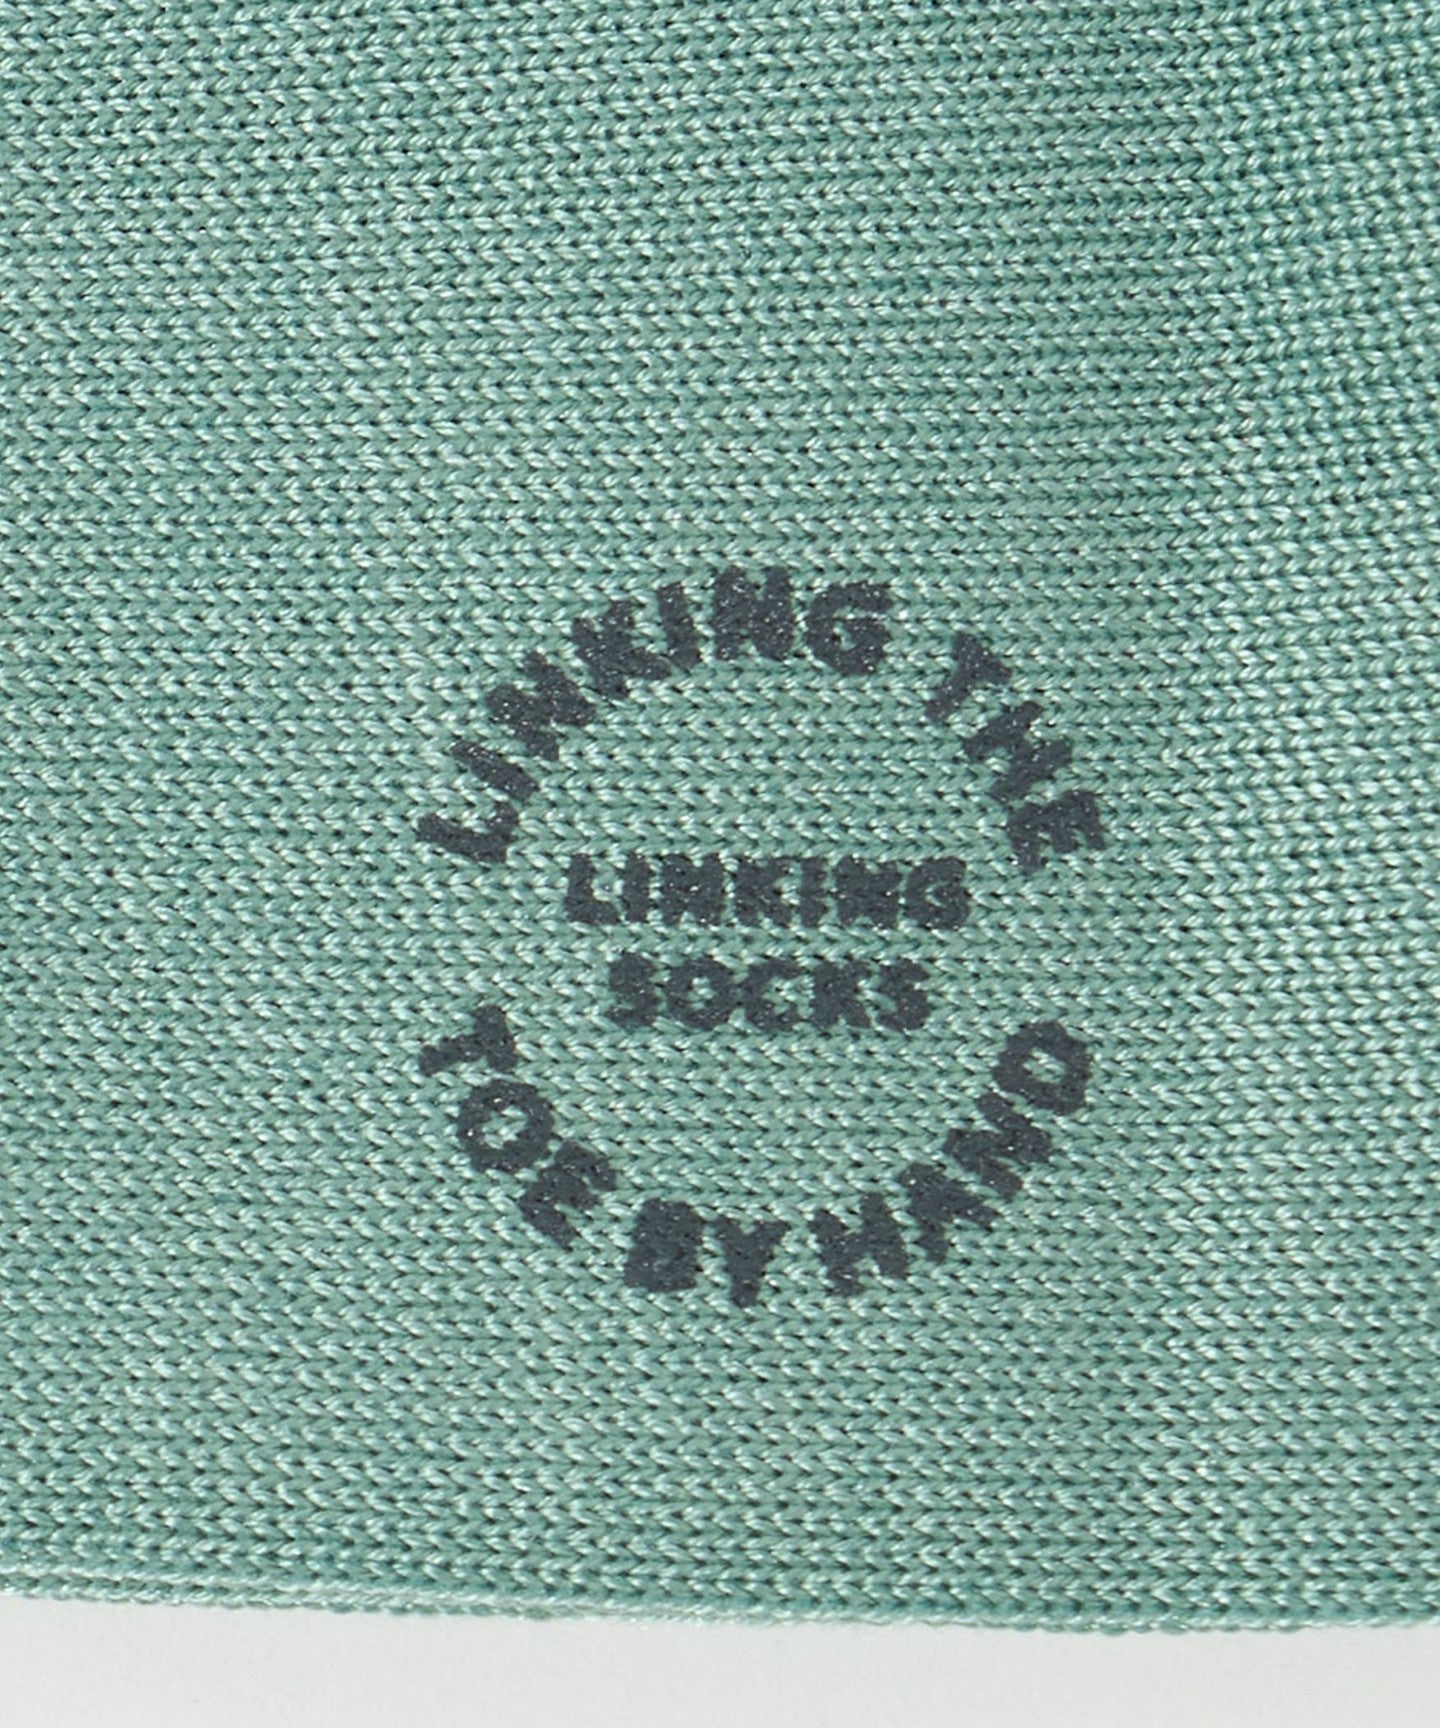 LINKING THE
LINKING
SOCKS
TOE BY HAND